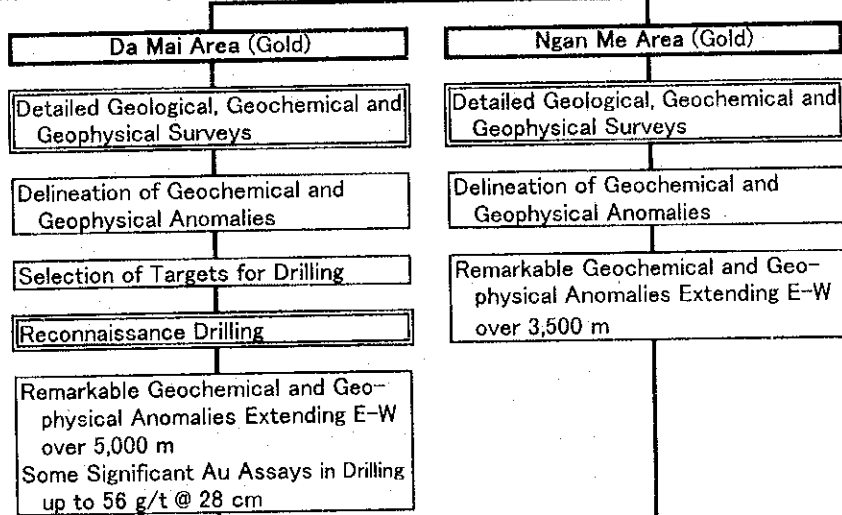 Da Mai Area (Gold)
Detailed Geological, Geochemical and
Geophysical Surveys
Delineation of Geochemical and
Geophysical Anomalies
Selection of Targets for Drilling
Reconnaissance Drilling
Remarkable Geochemical and Geo-
physical Anomalies Extending E-W
over 5,000 m
Some Significant Au Assays in Drilling
up to 56 g/t @ 28 cm
Ngan Me Area (Gold)
Detailed Geological, Geochemical and
Geophysical Surveys
Delineation of Geochemical and
Geophysical Anomalies
Remarkable Geochemical and Geo-
physical Anomalies Extending E-W
over 3,500 m